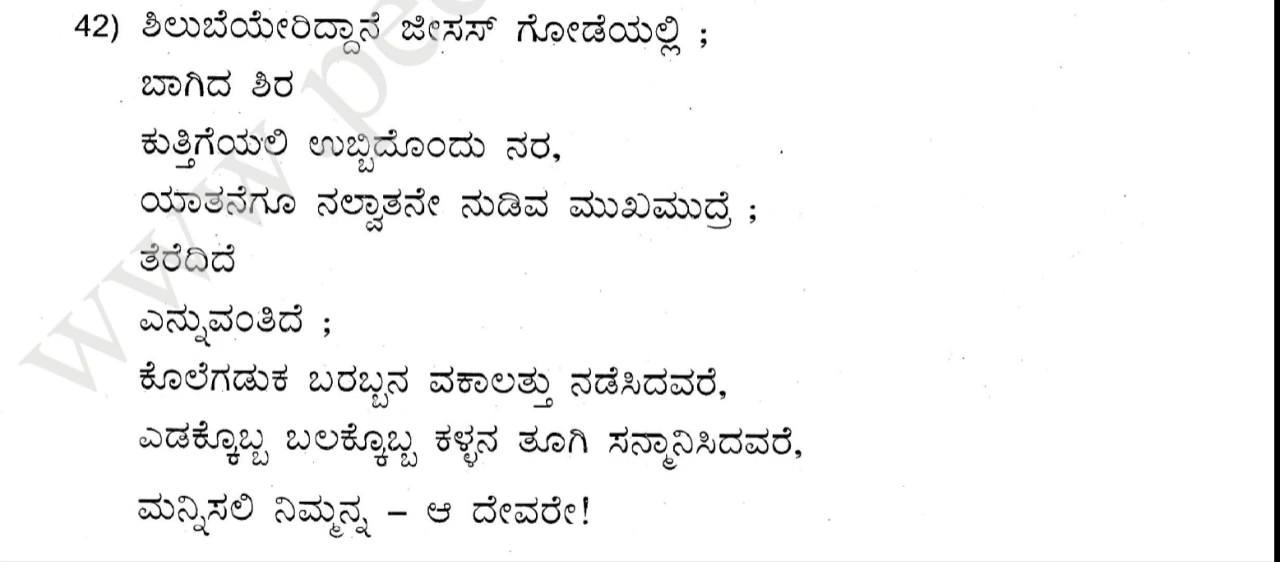 42) ಶಿಲುಬೆಯೇರಿದ್ದಾನೆ ಜೀಸಸ್ ಗೋಡೆಯಲ್ಲಿ ;
ಬಾಗಿದ ಶಿರ
ಕುತ್ತಿಗೆಯಲಿ ಉಬ್ಬಿದೊಂದು ನರ,
ಯಾತನೆಗೂ ನಲ್ವಾತನೇ ನುಡಿವ ಮುಖಮುದ್ರೆ ;
ತೆರೆದಿದೆ
ಎನ್ನುವಂತಿದೆ ;
ಕೊಲೆಗಡುಕ ಬರಬ್ಬನ ವಕಾಲತ್ತು ನಡೆಸಿದವರೆ,
ಎಡಕ್ಕೊಬ್ಬ ಬಲಕ್ಕೊಬ್ಬ ಕಳ್ಳನ ತೂಗಿ ಸನ್ಮಾನಿಸಿದವರೆ,
ಮನ್ನಿಸಲಿ ನಿಮ್ಮನ್ನ – ಆ ದೇವರೇ!